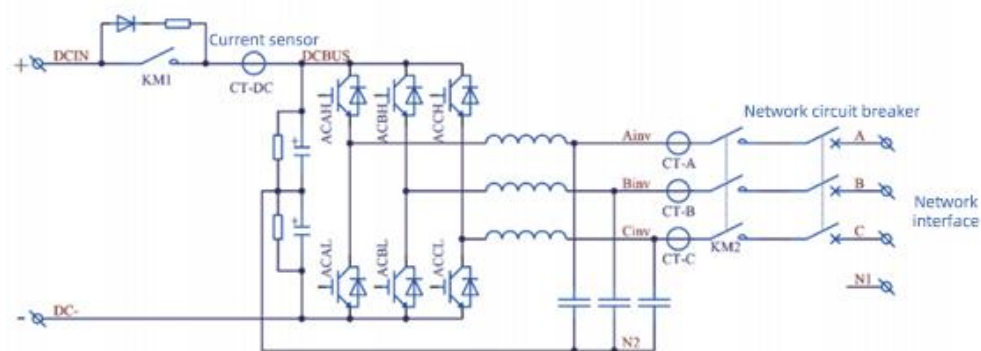 Current sensor
DCIN
DCBUS
+
KM1
CT-DC
ACAH
ACBH
ACCH
Network circuit breaker
Ainv
A
CT-A
Binv
B
CT-B
Network
interface
Cinv
C
CT-C
KM2
ACAL
ACBL
ACCL
N1
- DC-
N2
+
+